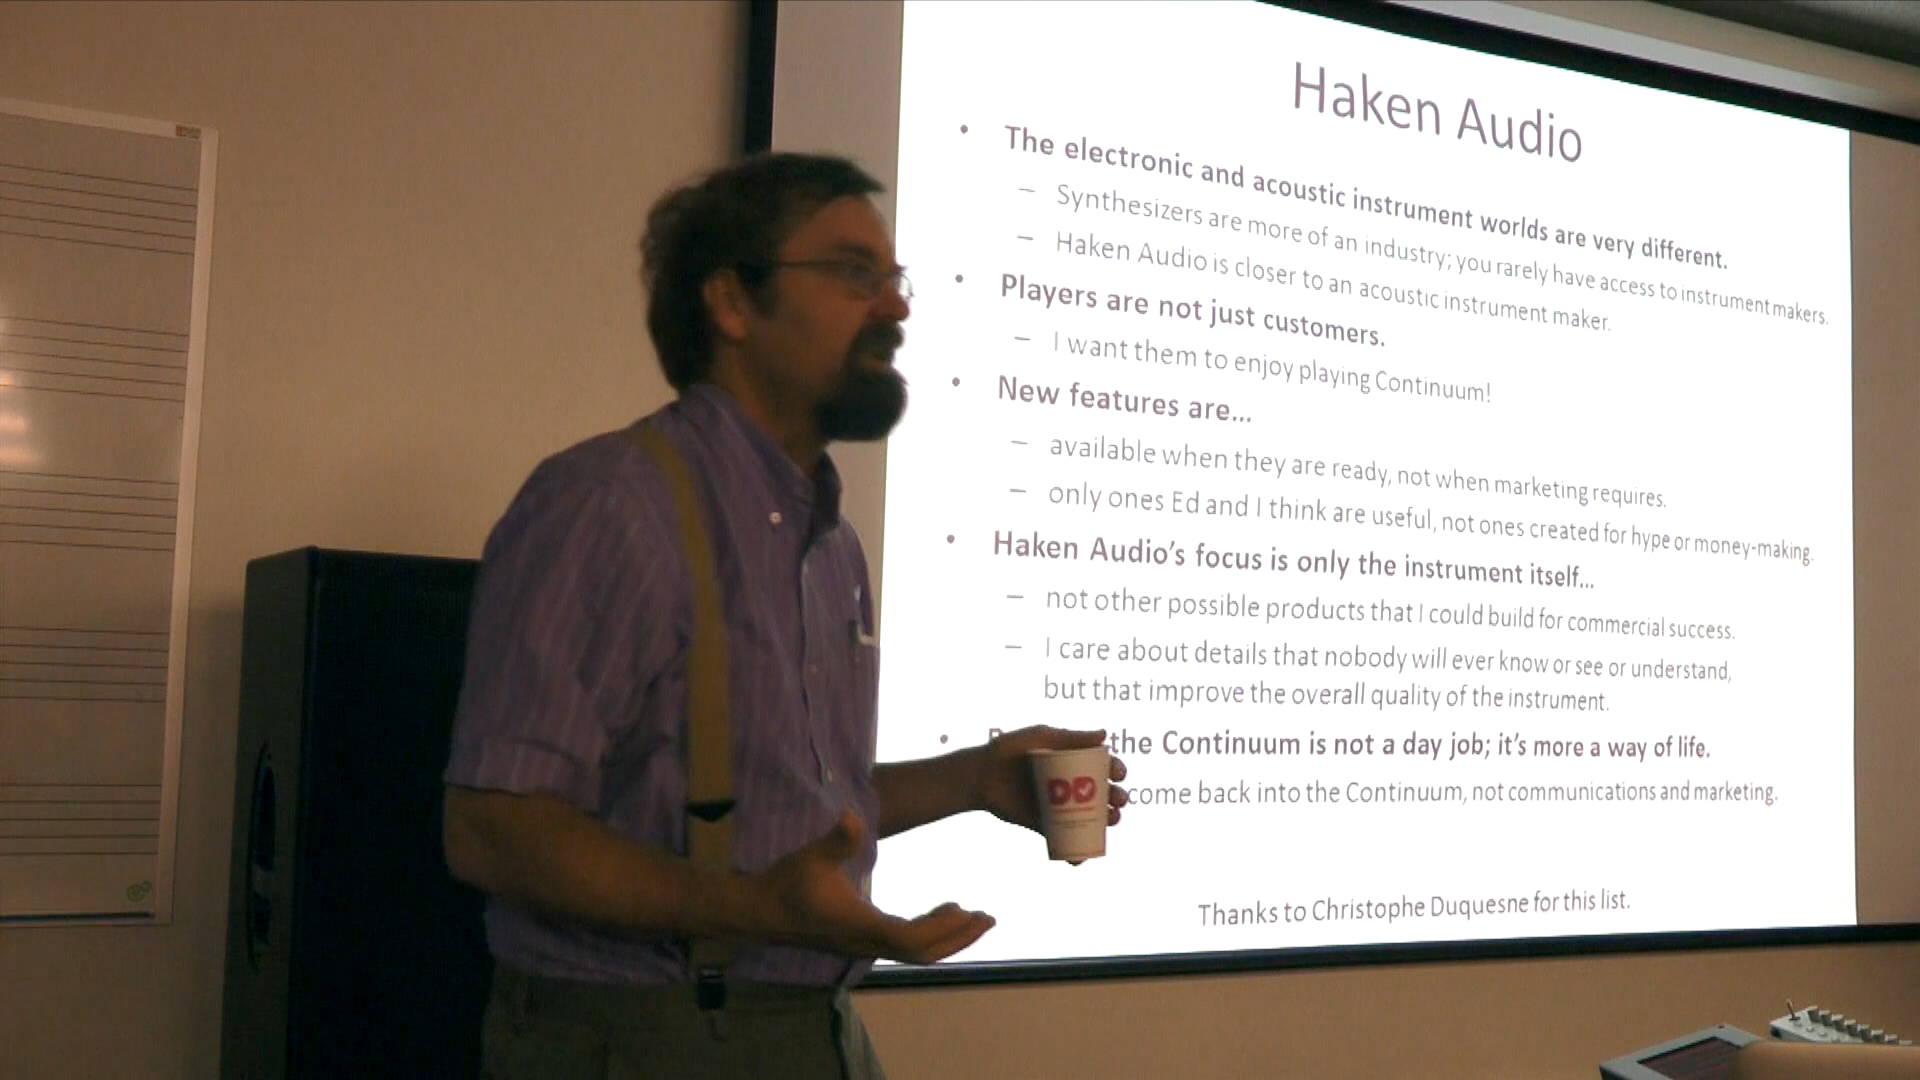 Haken Audio
• The electronic and acoustic instrument worlds are very different.
– Synthesizers are more of an industry; you rarely have access to instrument makers.
– Haken Audio is closer to an acoustic instrument maker.
• Players are not just customers.
– I want them to enjoy playing Continuum!
• New features are...
– available when they are ready, not when marketing requires.
– only ones Ed and I think are useful, not ones created for hype or money-making.
• Haken Audio's focus is only the instrument itself...
– not other possible products that I could build for commercial success.
– I care about details that nobody will ever know or see or understand,
but that improve the overall quality of the instrument.
• the Continuum is not a day job; it's more a way of life.
come back into the Continuum, not communications and marketing.
Thanks to Christophe Duquesne for this list.
DD